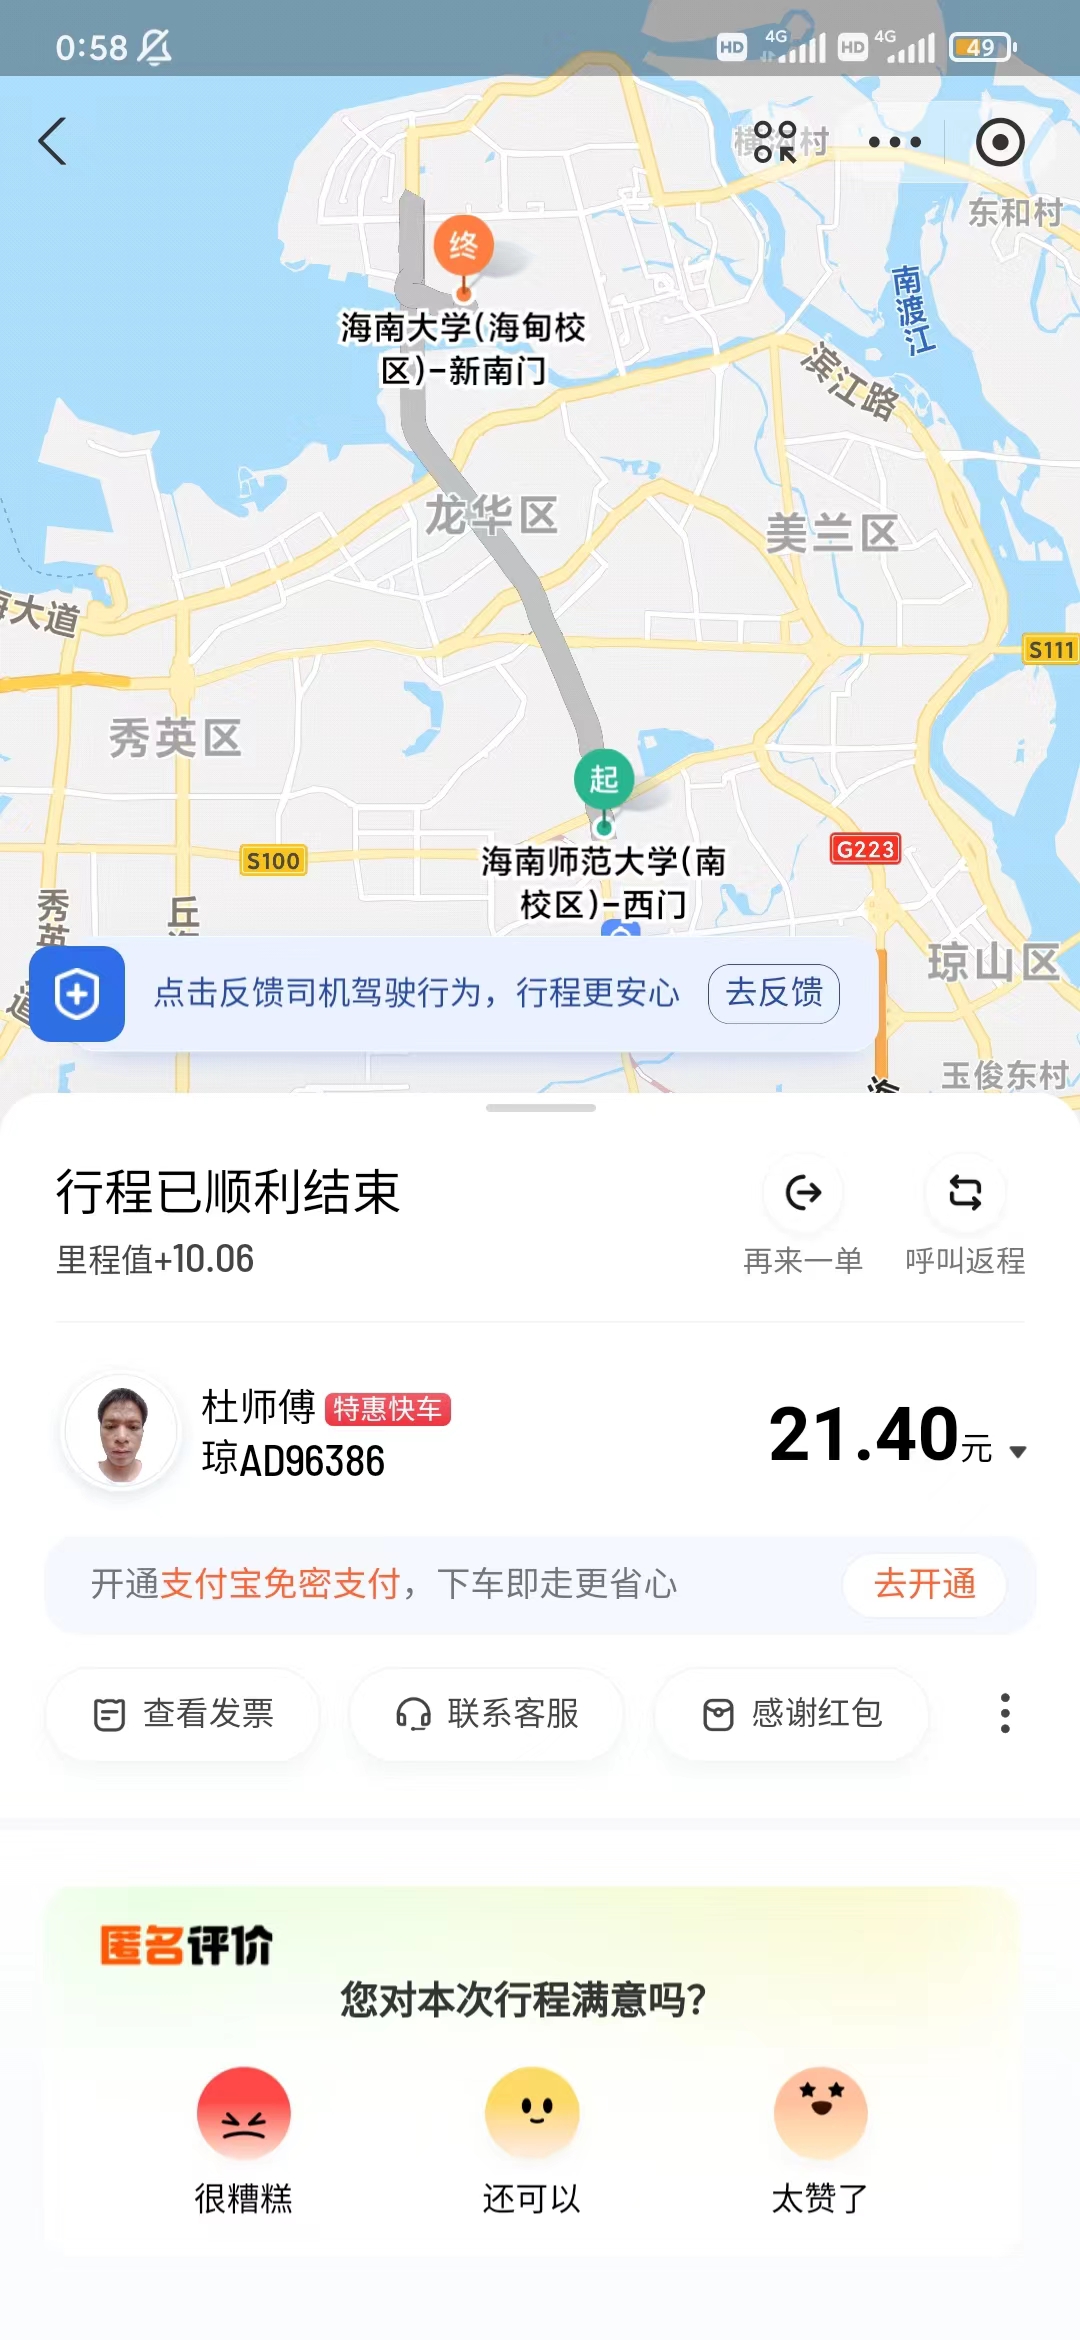 0:58
HD 4G HD 4G 49
横沟村
东和村
终
南渡江
海南大学(海甸校
区)-新南门
滨江路
龙华区
美兰区
海大道
S111
秀英区
起
G223
S100
海南师范大学(南
校区)-西门
秀英
丘海
琼山区
点击反馈司机驾驶行为，行程更安心
去反馈
道
玉俊东村
海
行程已顺利结束
里程值+10.06
再来一单
呼叫返程
杜师傅 特惠快车
琼AD96386
21.40元
开通支付宝免密支付，下车即走更省心
去开通
查看发票
联系客服
感谢红包
匿名评价
您对本次行程满意吗？
很糟糕
还可以
太赞了